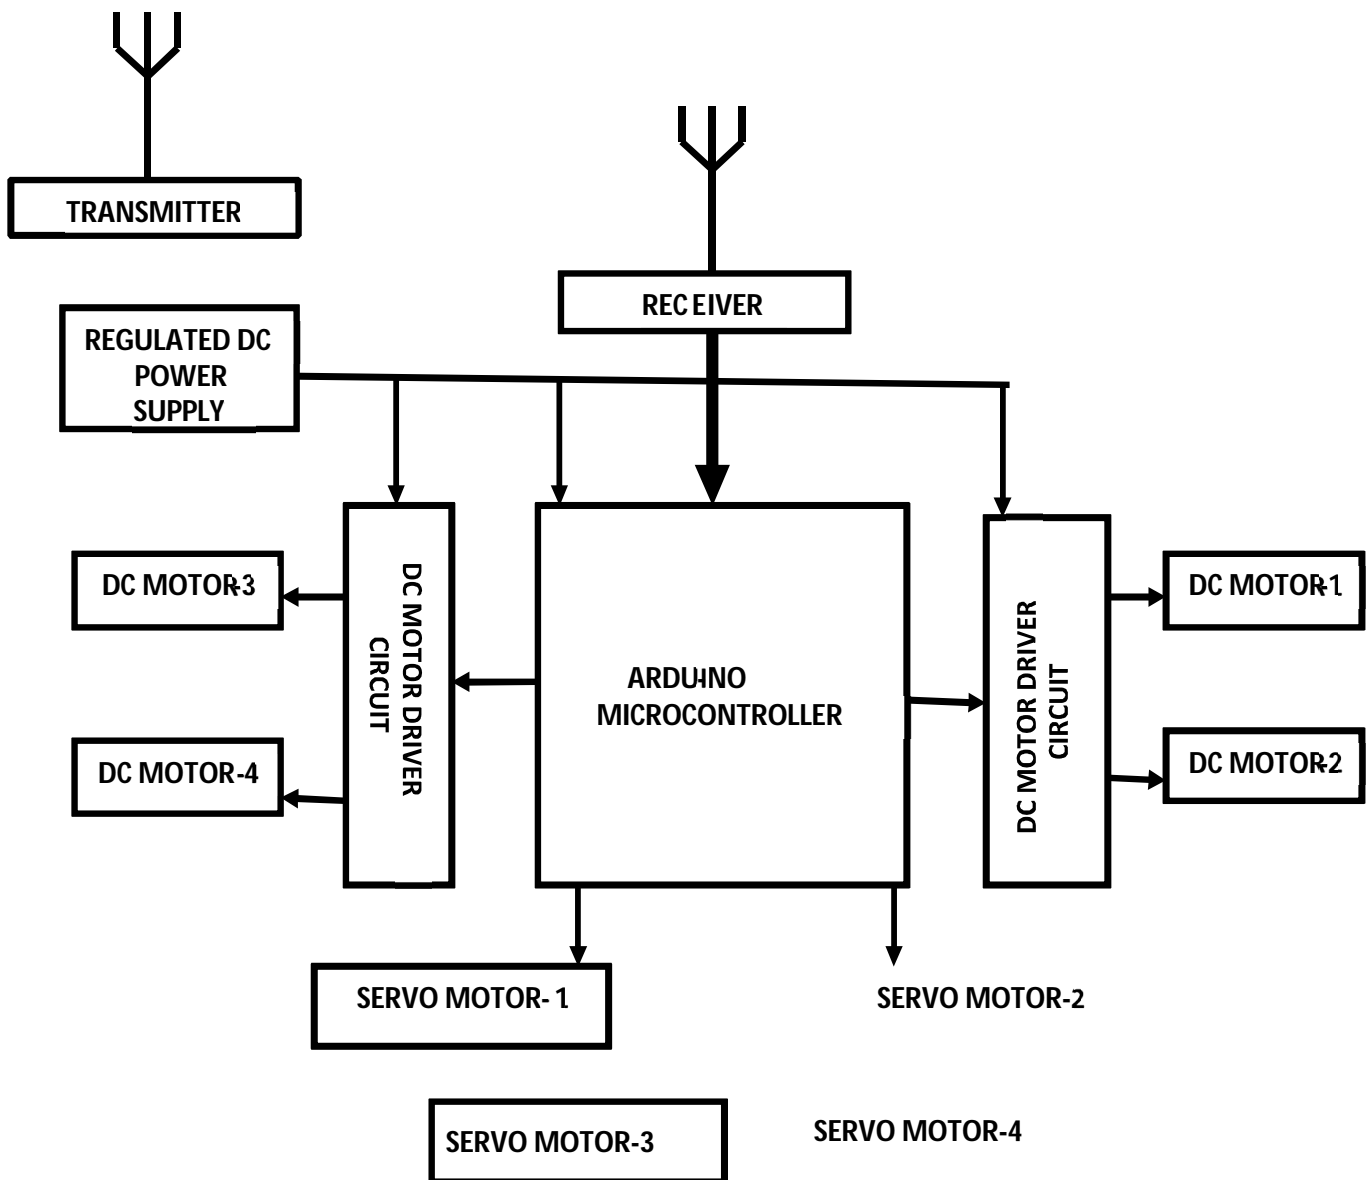 TRANSMITTER
RECEIVER
REGULATED DC
POWER
SUPPLY
DC MOTOR-3
DC MOTOR DRIVER
CIRCUIT
ARDUINO
MICROCONTROLLER
DC MOTOR DRIVER
CIRCUIT
DC MOTOR-1
DC MOTOR-4
DC MOTOR-2
SERVO MOTOR- 1
SERVO MOTOR-2
SERVO MOTOR-3
SERVO MOTOR-4